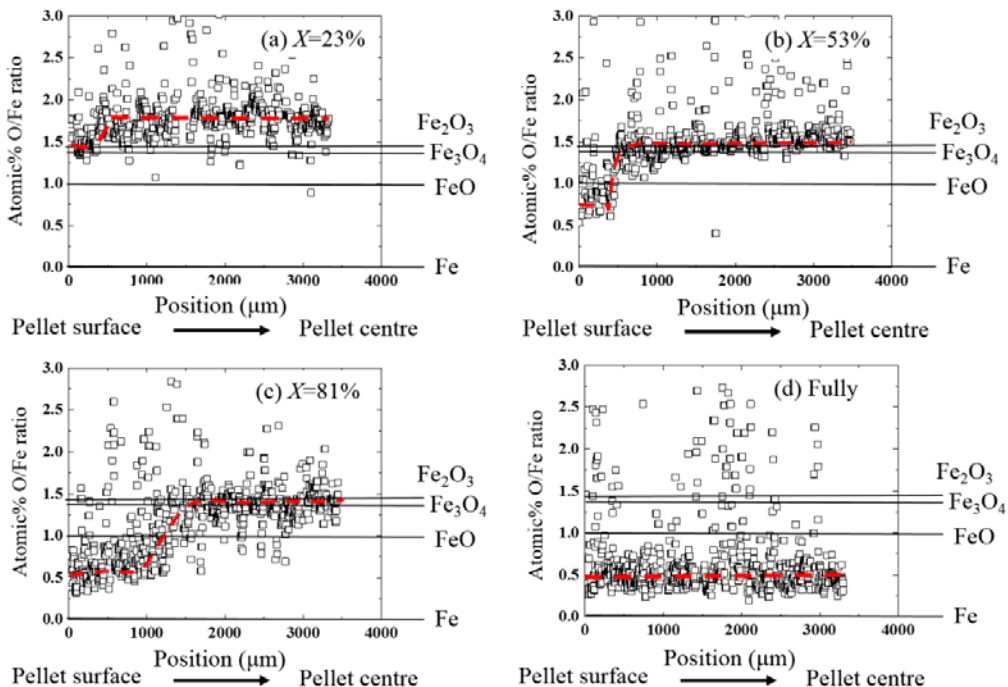 (a) X=23%
Atomic% O/Fe ratio
3.0
2.5
2.0
1.5
1.0
0.5
0.0
Fe₂O₃
Fe₃O₄
FeO
Fe
0 1000 2000 3000 4000
Position (μm)
Pellet surface Pellet centre
(b) X=53%
Atomic% O/Fe ratio
3.0
2.5
2.0
1.5
1.0
0.5
0.0
Fe₂O₃
Fe₃O₄
FeO
Fe
0 1000 2000 3000 4000
Position (μm)
Pellet surface Pellet centre
(c) X=81%
Atomic% O/Fe ratio
3.0
2.5
2.0
1.5
1.0
0.5
0.0
Fe₂O₃
Fe₃O₄
FeO
Fe
0 1000 2000 3000 4000
Position (μm)
Pellet surface Pellet centre
(d) Fully
Atomic% O/Fe ratio
3.0
2.5
2.0
1.5
1.0
0.5
0.0
Fe₂O₃
Fe₃O₄
FeO
Fe
0 1000 2000 3000 4000
Position (μm)
Pellet surface Pellet centre